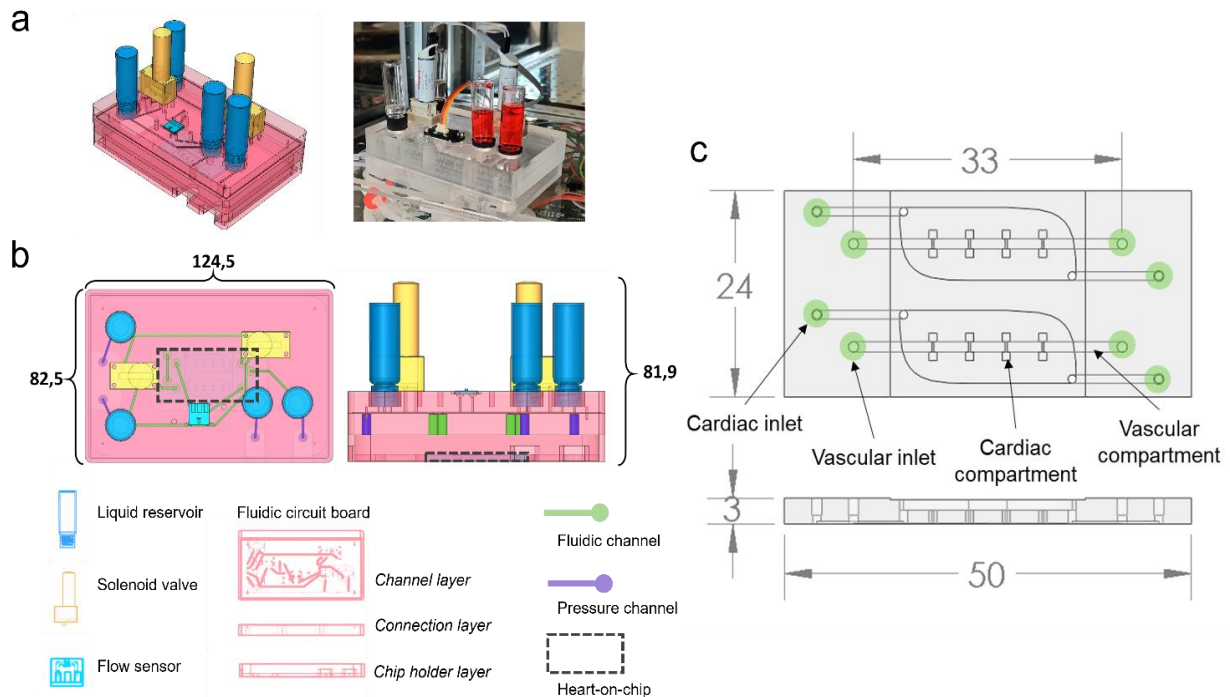 a
b
124,5
82,5
81,9
Liquid reservoir
Solenoid valve
Flow sensor
Fluidic circuit board
Channel layer
Connection layer
Chip holder layer
Fluidic channel
Pressure channel
Heart-on-chip
c
33
24
Cardiac inlet
Vascular inlet
Cardiac
compartment
Vascular
compartment
3
50